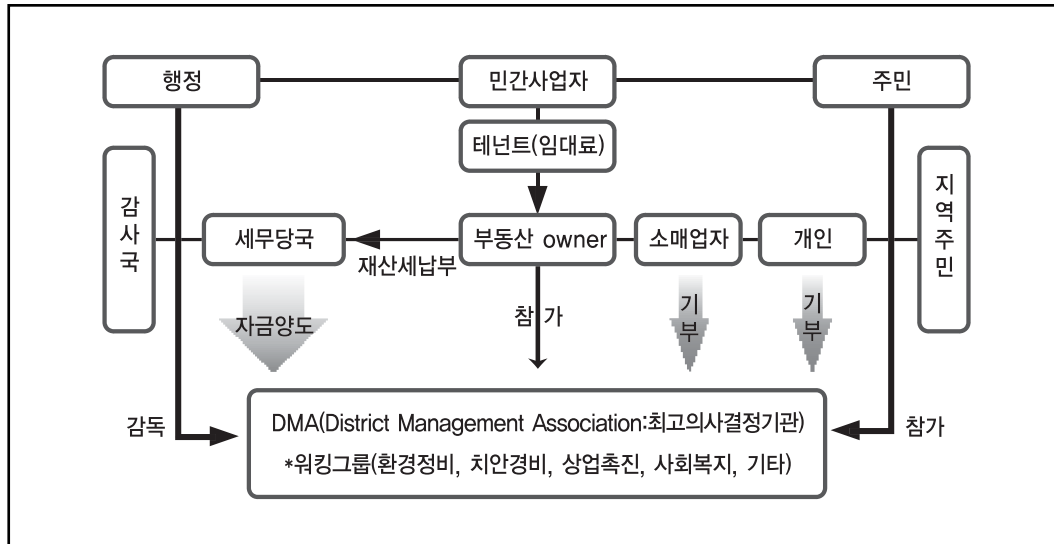 행정
민간사업자
주민
테넌트(임대료)
감사국
지역주민
세무당국
부동산 owner
소매업자
개인
재산세납부
자금양도
참가
기부
기부
감독
참가
DMA(District Management Association:최고의사결정기관)
*워킹그룹(환경정비, 치안경비, 상업촉진, 사회복지, 기타)